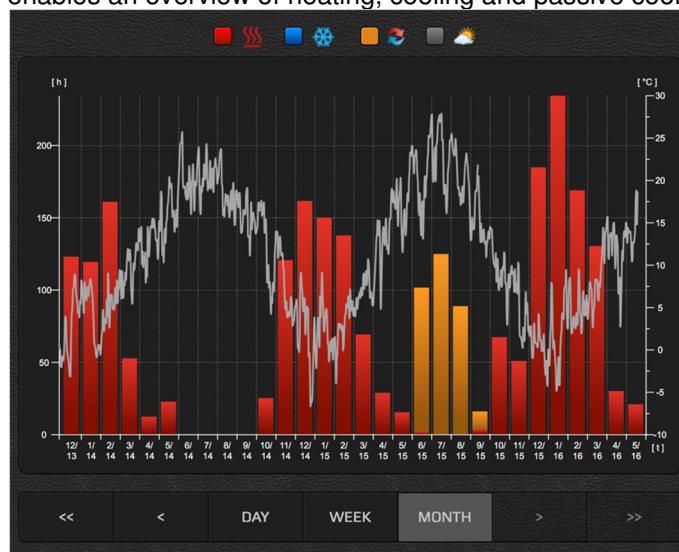 enables an overview of heating, cooling and passive cool
[h] [°C]
30
25
200
20
150 15
10
100
5
0
50
-5
0 -10
12/ 1/ 2/ 3/ 4/ 5/ 6/ 7/ 8/ 9/ 10/ 11/ 12/ 1/ 2/ 3/ 4/ 5/ 6/ 7/ 8/ 9/ 10/ 11/ 12/ 1/ 2/ 3/ 4/ 5/ [t]
13 14 14 14 14 14 14 14 14 14 14 14 14 15 15 15 15 15 15 15 15 15 15 15 15 16 16 16 16 16
<< < DAY WEEK MONTH > >>